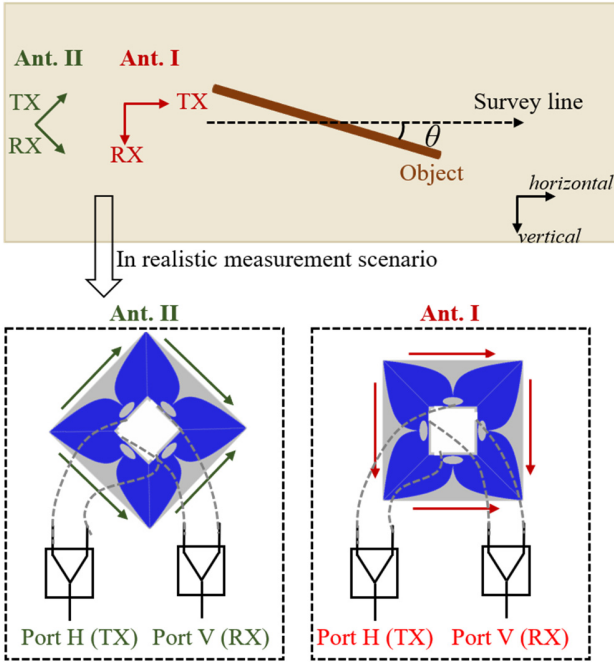 Ant. II
Ant. I
TX
RX
TX
RX
Survey line
θ
Object
horizontal
vertical
In realistic measurement scenario
Ant. II
Ant. I
Port H (TX) Port V (RX)
Port H (TX) Port V (RX)